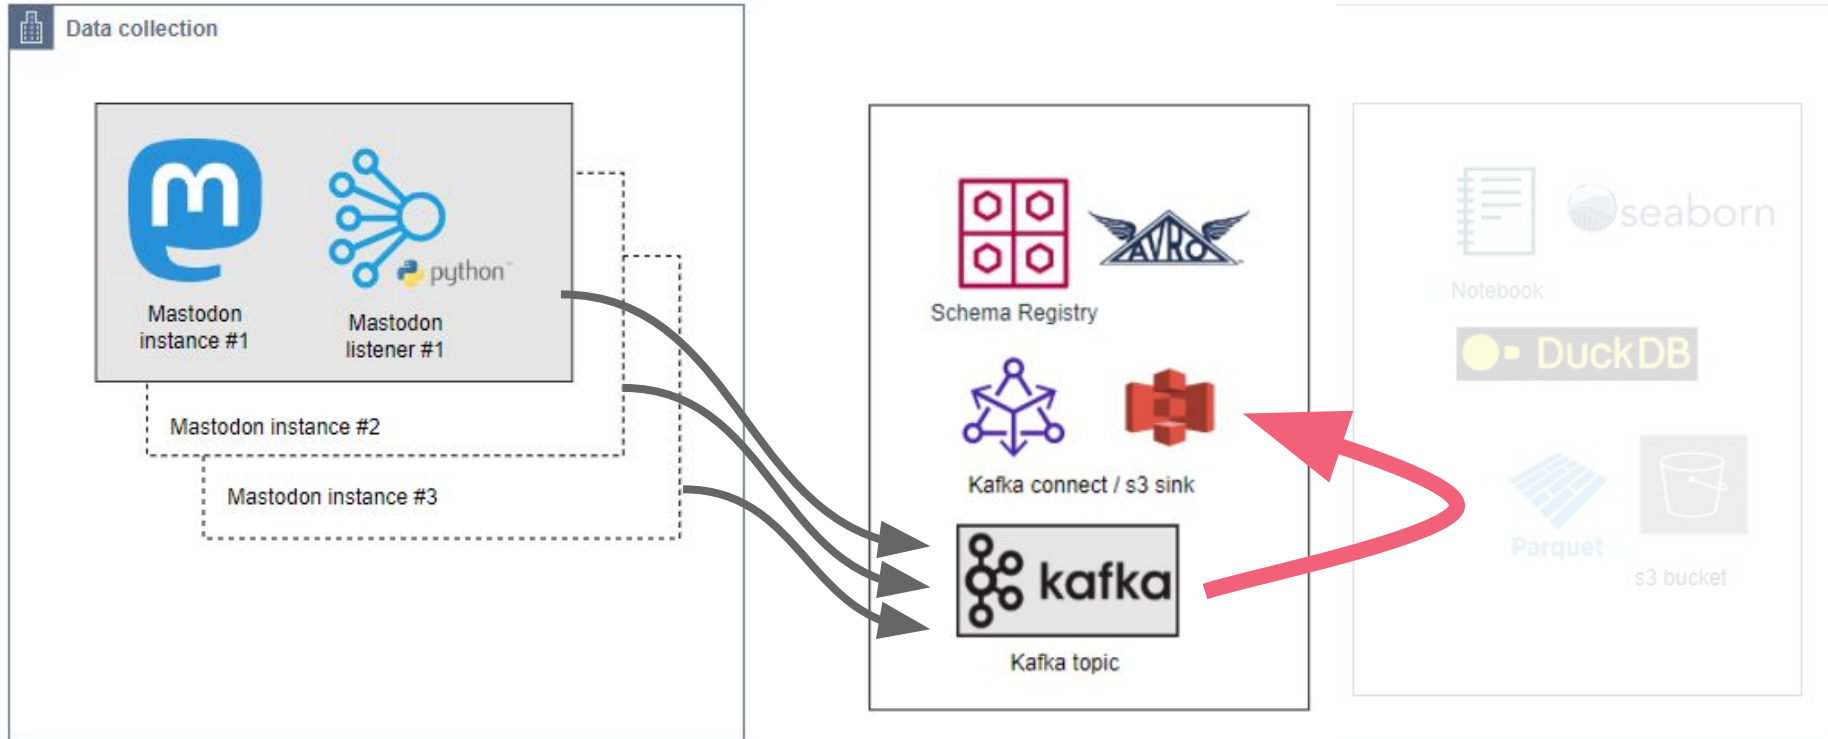 Data collection
m
python
Mastodon
instance #1
Mastodon
listener #1
Mastodon instance #2
Mastodon instance #3
AVRO
Schema Registry
Kafka connect / s3 sink
kafka
Kafka topic
seaborn
Notebook
DuckDB
Parquet
s3 bucket